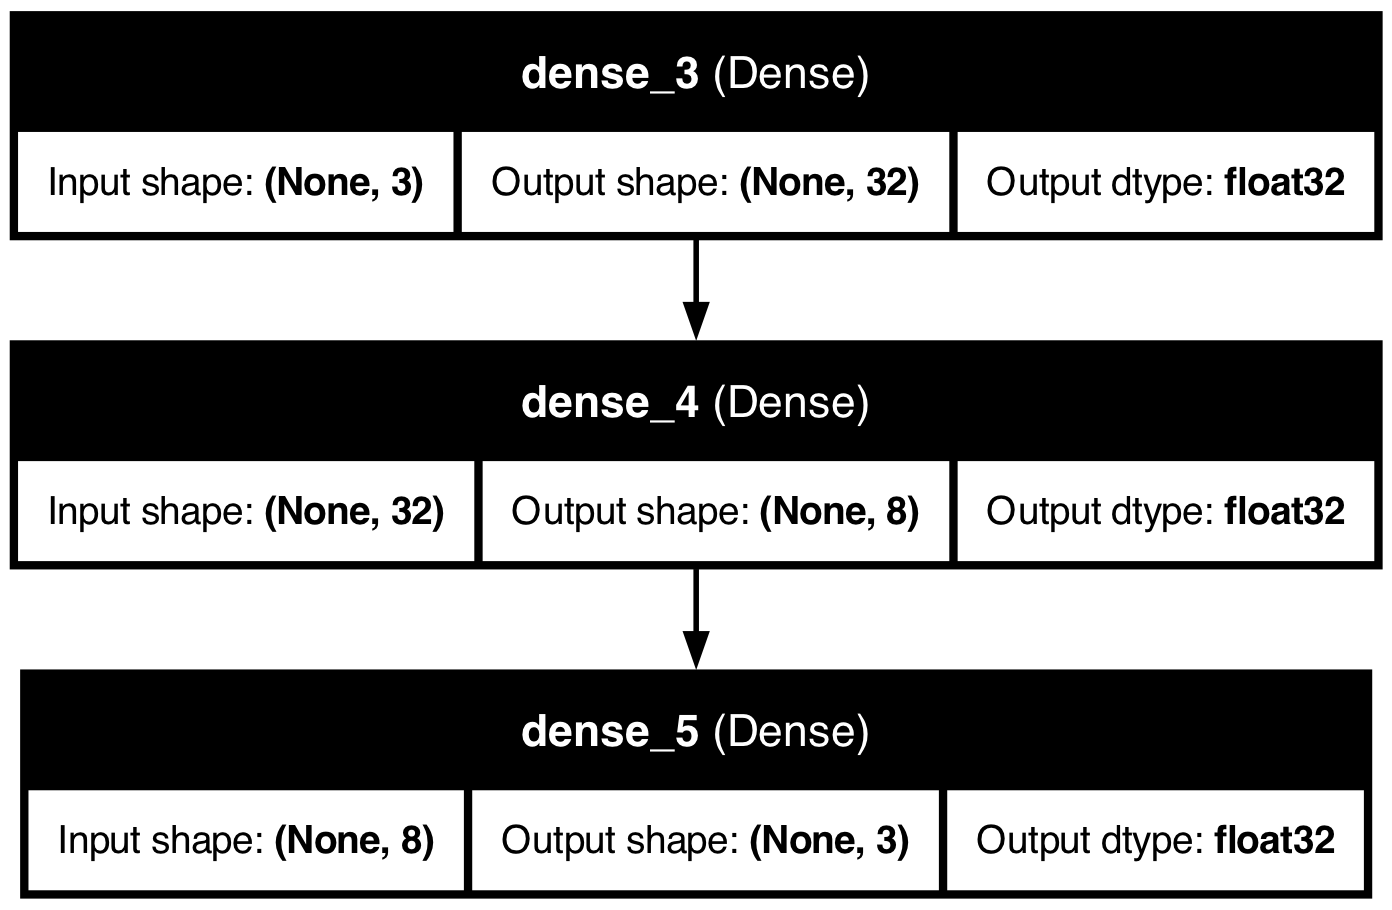 dense_3 (Dense)
Input shape: (None, 3) Output shape: (None, 32) Output dtype: float32
dense_4 (Dense)
Input shape: (None, 32) Output shape: (None, 8) Output dtype: float32
dense_5 (Dense)
Input shape: (None, 8) Output shape: (None, 3) Output dtype: float32